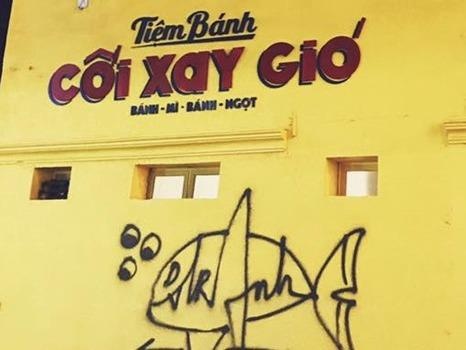 Tiệm Bánh
CỐI XAY GIÓ
BÁNH - MÌ - BÁNH - NGỌT